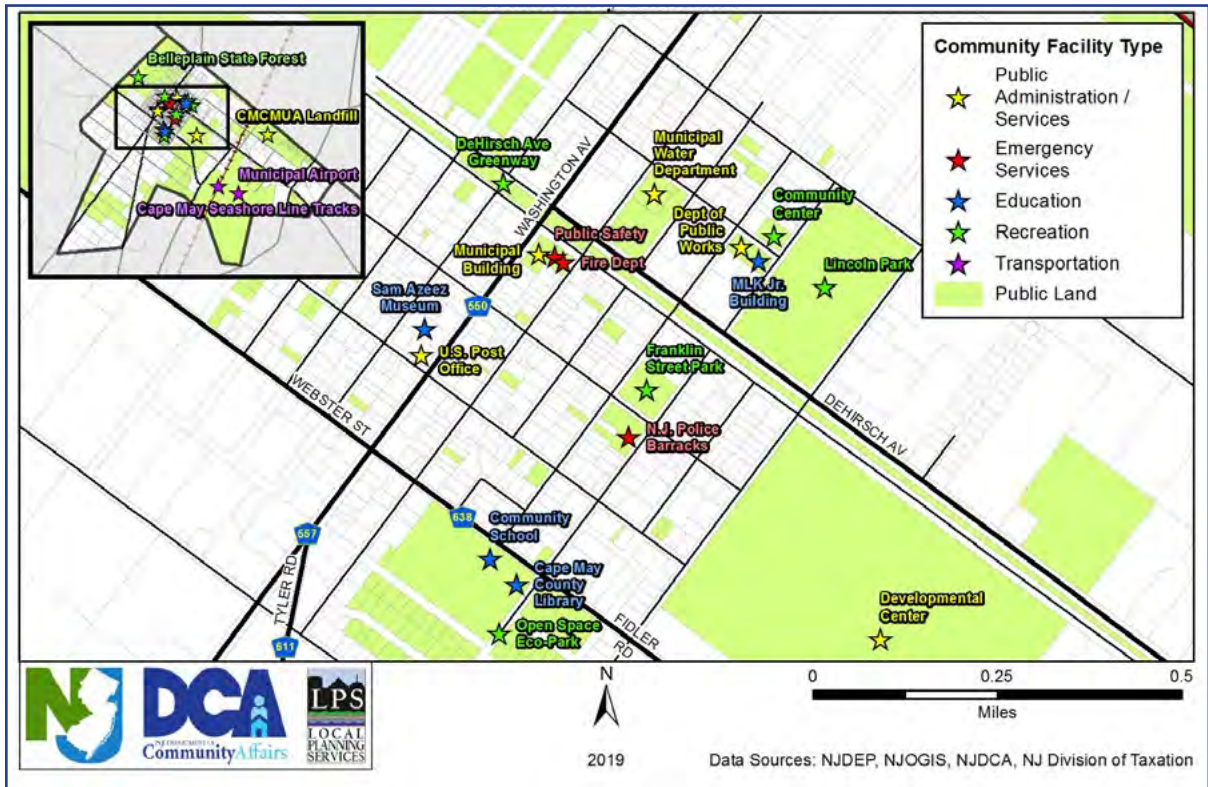 Belleplain State Forest
CMCMUA Landfill
Municipal Airport
Cape May Seashore Line Tracks
Community Facility Type
Public
Administration /
Services
Emergency
Services
Education
Recreation
Transportation
Public Land
DeHirsch Ave
Greenway
WASHINGTON AV
Municipal
Water
Department
Community
Center
Dept of
Public
Works
Municipal
Building
Public Safety
Fire Dept
MLK Jr.
Building
Lincoln Park
Sam Azeez
Museum
550
U.S. Post
Office
Franklin
Street Park
WEBSTER ST
DEHIRSCH AV
N.J. Police
Barracks
638
Community
School
557
TYLER RD
Cape May
County
Library
Open Space
Eco-Park
FIDLER
RD
Developmental
Center
611
NJ
DCA
NJ DEPARTMENT OF
CommunityAffairs
LPS
LOCAL
PLANNING
SERVICES
N
2019
0 0.25 0.5
Miles
Data Sources: NJDEP, NJOGIS, NJDCA, NJ Division of Taxation